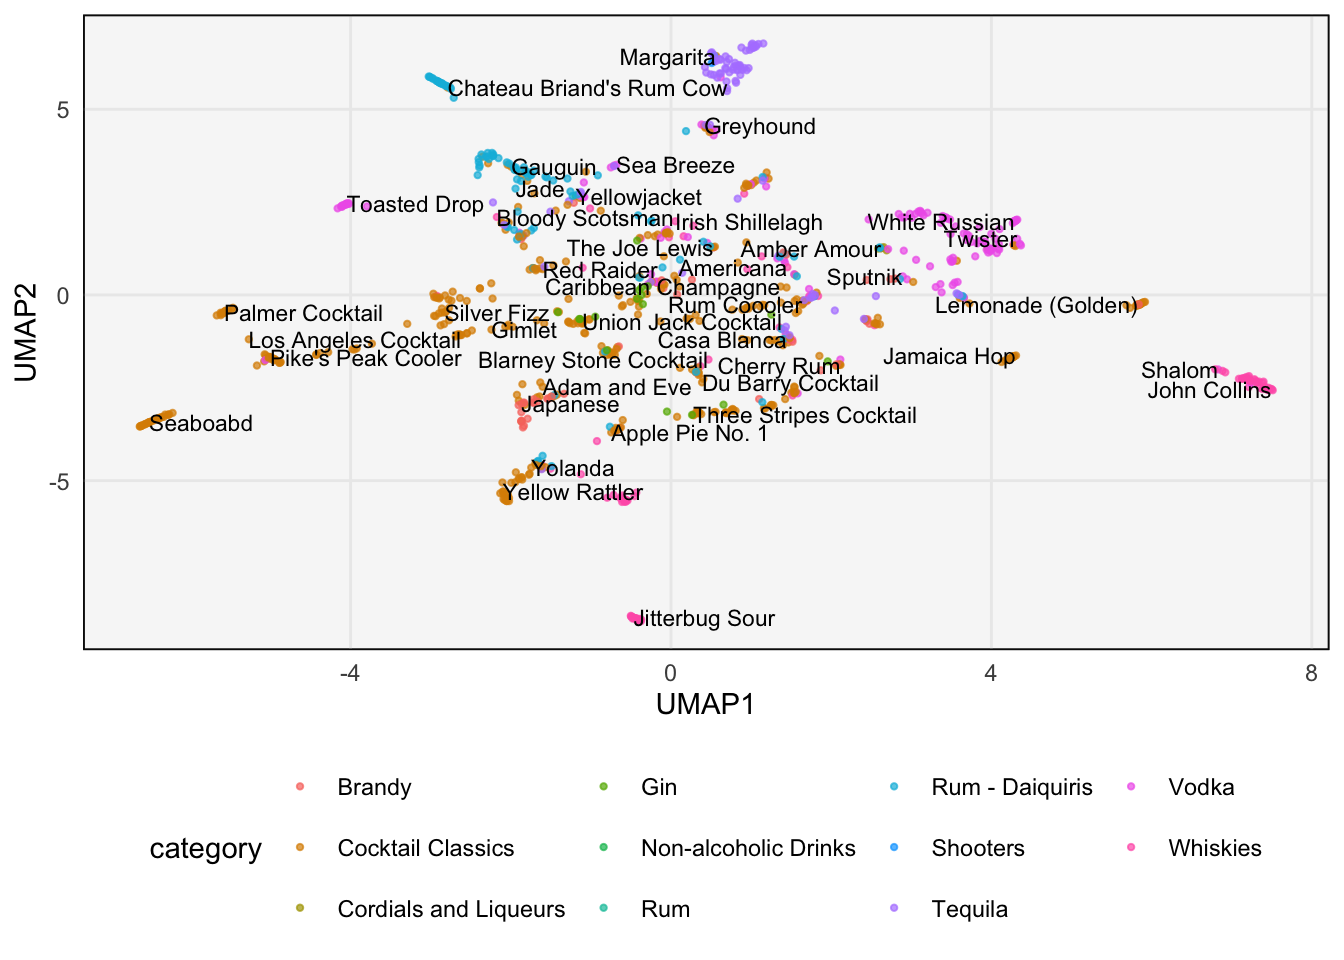 Margarita
Chateau Briand's Rum Cow
5
Greyhound
Gauguin
Sea Breeze
Jade
Yellowjacket
Toasted Drop
Bloody Scotsman
Irish Shillelagh
White Russian
Twister
The Joe Lewis
Amber Amour
Red Raider
Americana
Sputnik
Caribbean Champagne
0
Rum Cooler
Lemonade (Golden)
Palmer Cocktail
Silver Fizz
Gimlet
Union Jack Cocktail
Los Angeles Cocktail
Casa Blanca
Pike's Peak Cooler
Blarney Stone Cocktail
Cherry Rum
Jamaica Hop
Shalom
Adam and Eve
Du Barry Cocktail
John Collins
Japanese
Three Stripes Cocktail
Seaboabd
Apple Pie No. 1
Yolanda
-5
Yellow Rattler
Jitterbug Sour
UMAP2
-4
0
4
8
UMAP1
category
Brandy
Gin
Rum - Daiquiris
Vodka
Cocktail Classics
Non-alcoholic Drinks
Shooters
Whiskies
Cordials and Liqueurs
Rum
Tequila